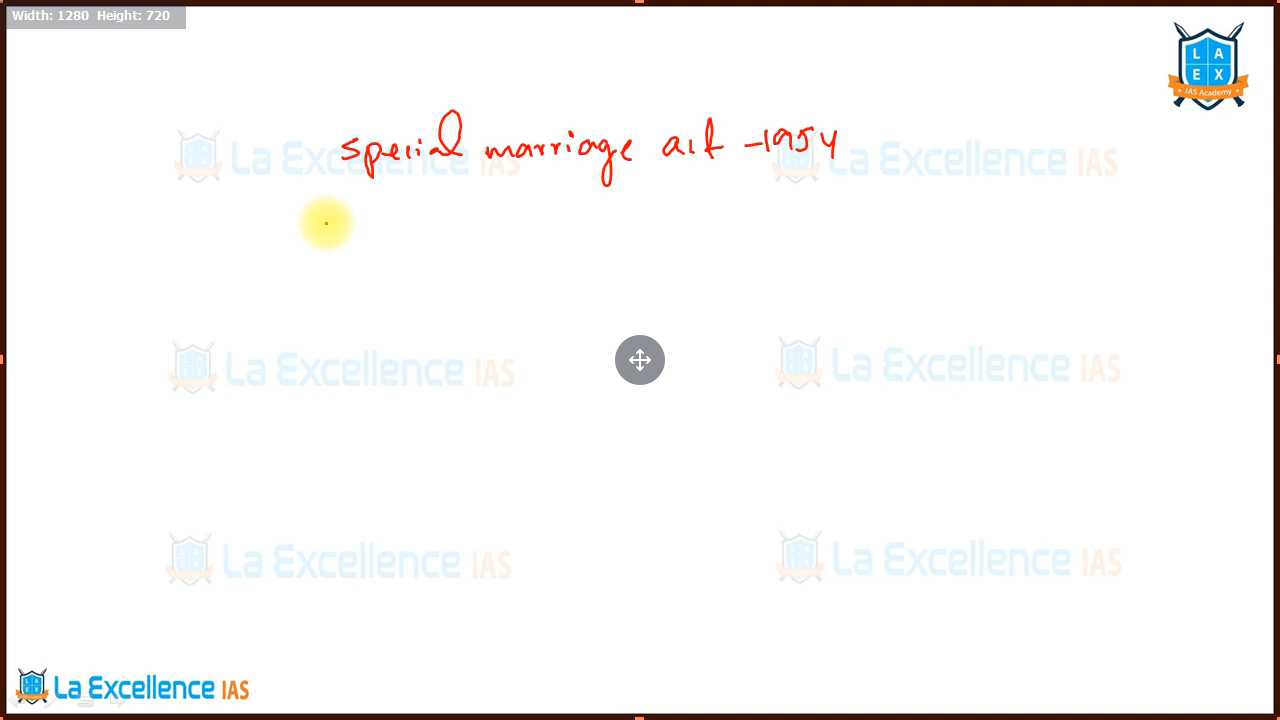 Width: 1280 Height: 720
L A
E X
IAS Academy
special marriage act - 1954
La Excellence IAS
La Excellence IAS
La Excellence IAS
La Excellence IAS
La Excellence IAS
La Excellence IAS
La Excellence IAS